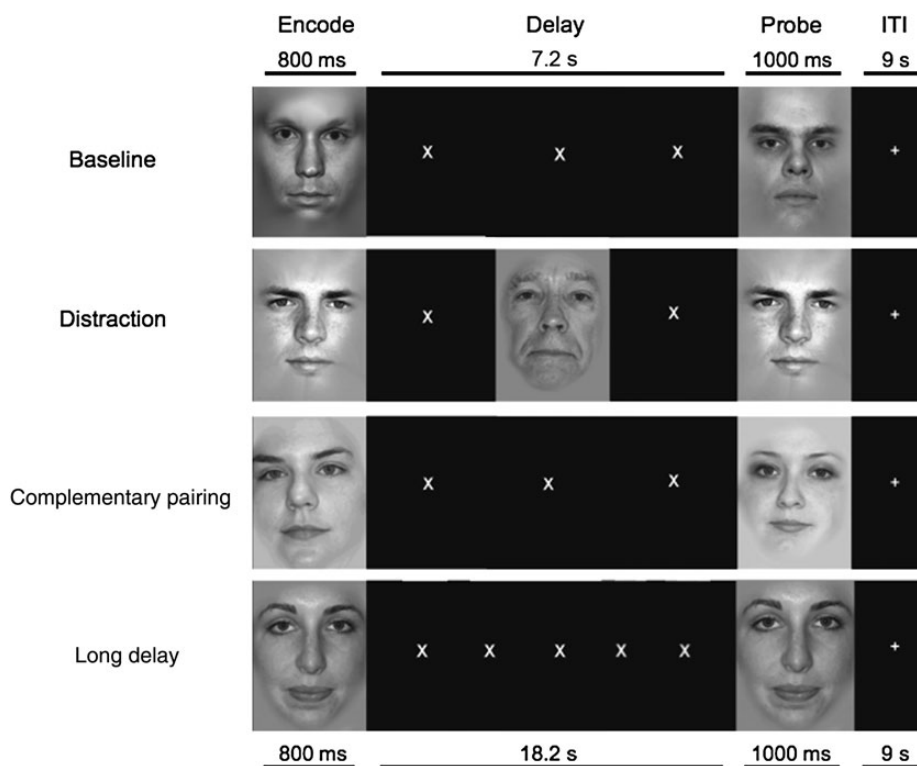 Encode Delay Probe ITI
800 ms 7.2 s 1000 ms 9 s
Baseline X X X +
Distraction X X +
Complementary pairing X X X +
Long delay X X X X X +
800 ms 18.2 s 1000 ms 9 s